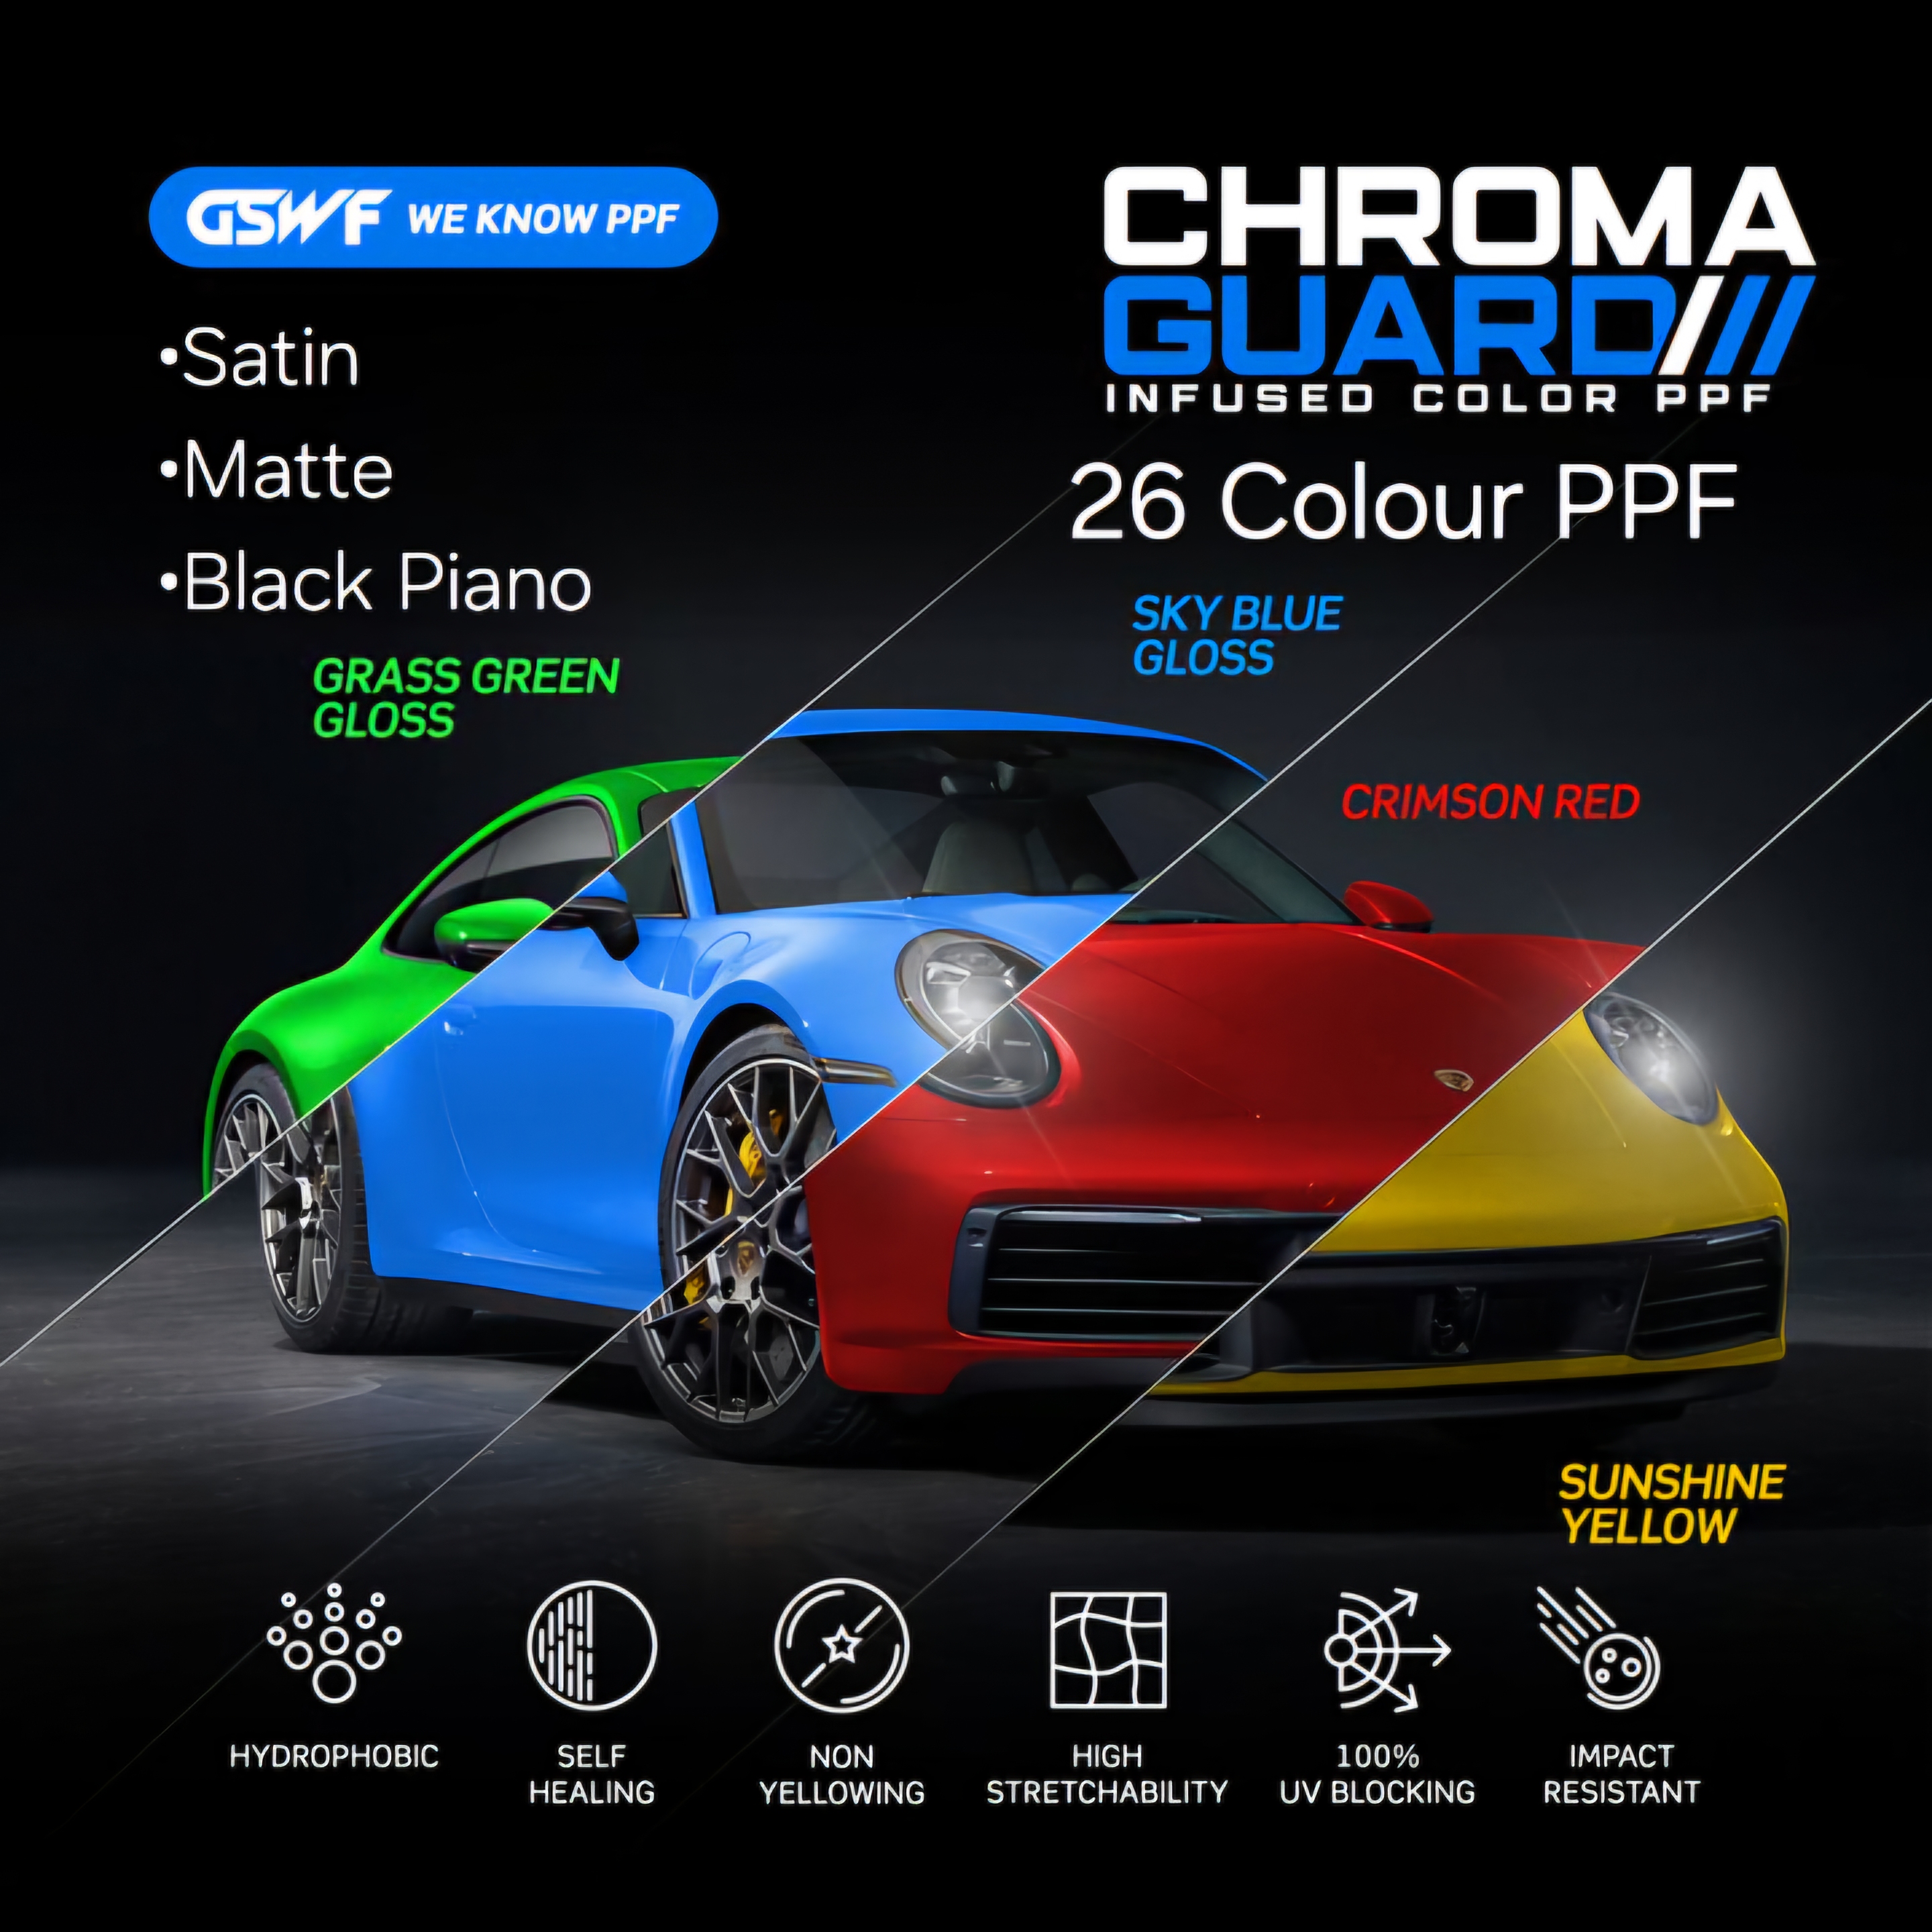 GSWF WE KNOW PPF
•Satin
•Matte
•Black Piano
CHROMA
GUARD///
INFUSED COLOR PPF
26 Colour PPF
GRASS GREEN
GLOSS
SKY BLUE
GLOSS
CRIMSON RED
SUNSHINE
YELLOW
HYDROPHOBIC
SELF
HEALING
NON
YELLOWING
HIGH
STRETCHABILITY
100%
UV BLOCKING
IMPACT
RESISTANT